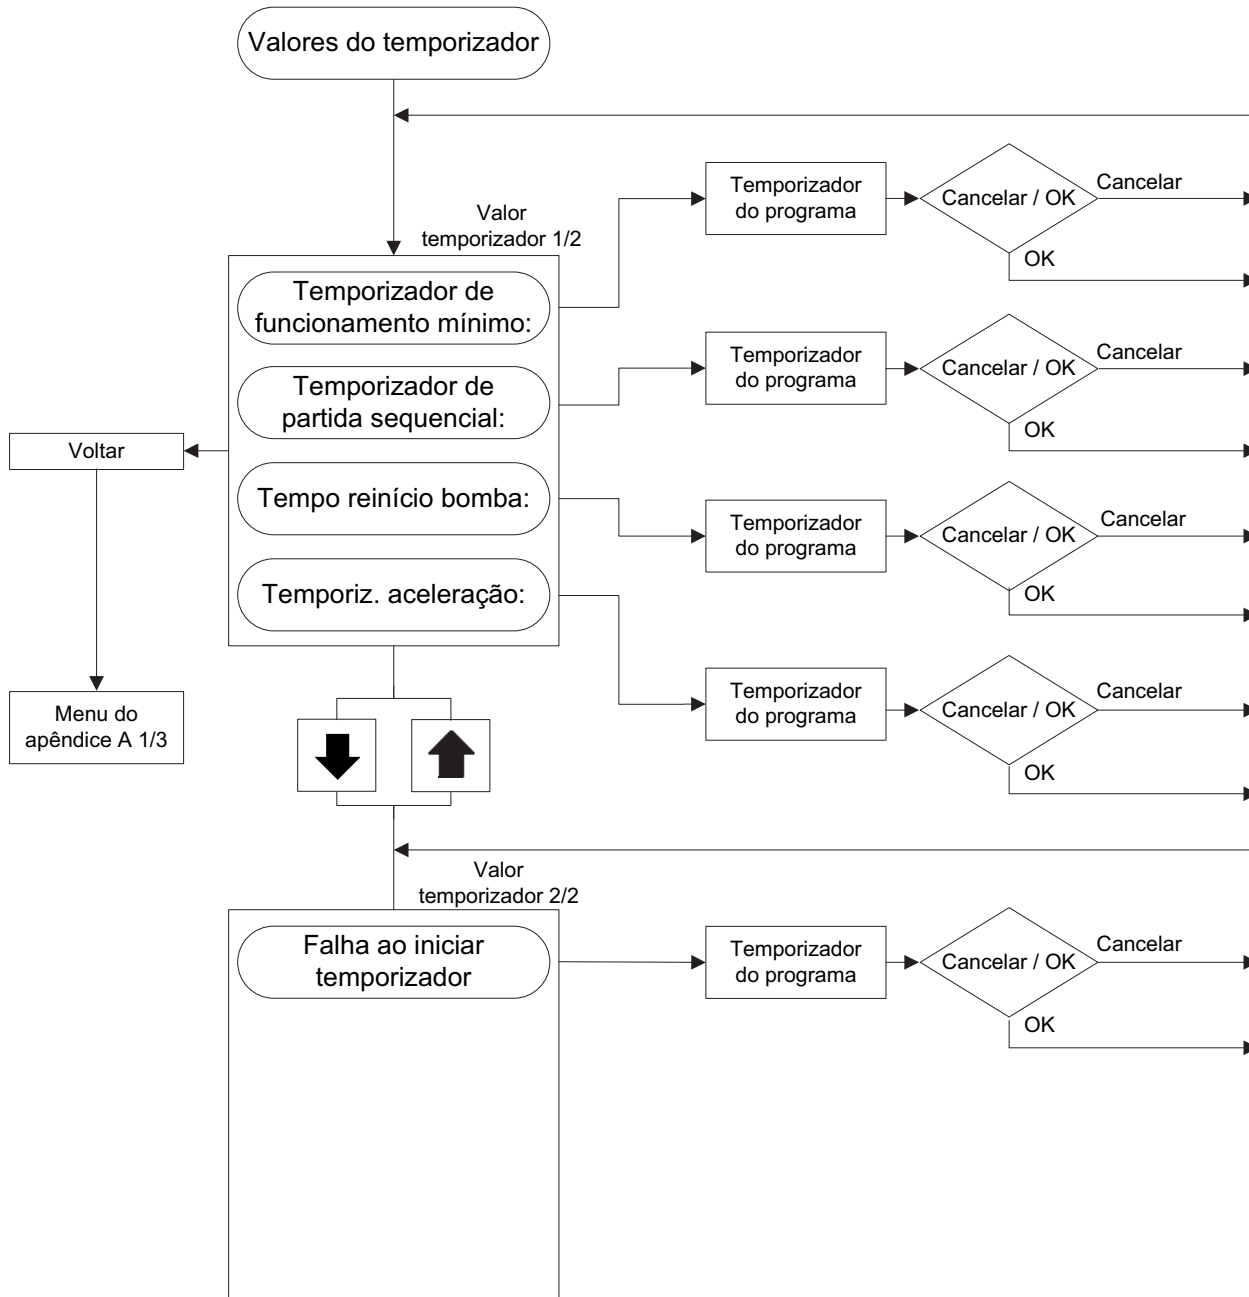 Valores do temporizador
Valor
temporizador 1/2
Temporizador de
funcionamento mínimo:
Temporizador
do programa
Cancelar / OK
Cancelar
OK
Temporizador de
partida sequencial:
Temporizador
do programa
Cancelar / OK
Cancelar
OK
Voltar
Tempo reinício bomba:
Temporizador
do programa
Cancelar / OK
Cancelar
OK
Temporiz. aceleração:
Temporizador
do programa
Cancelar / OK
Cancelar
OK
Menu do
apêndice A 1/3
Valor
temporizador 2/2
Falha ao iniciar
temporizador
Temporizador
do programa
Cancelar / OK
Cancelar
OK